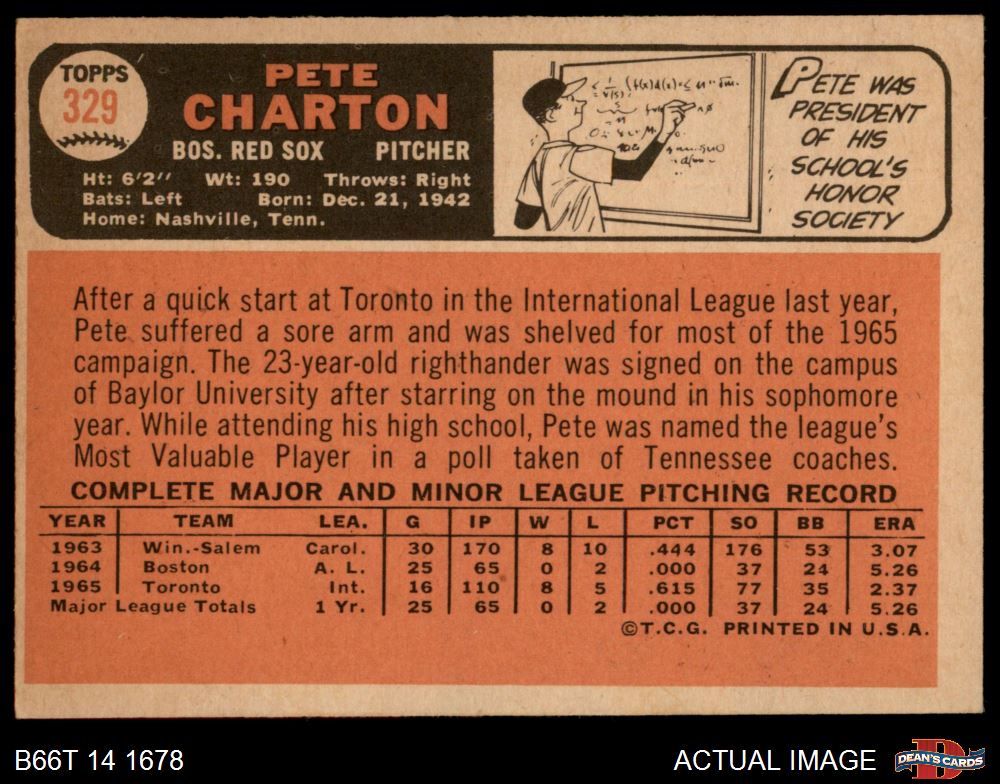 TOPPS
329
PETE
CHARTON
BOS. RED SOX PITCHER
Ht: 6'2" Wt: 190 Throws: Right
Bats: Left Born: Dec. 21, 1942
Home: Nashville, Tenn.
PETE WAS
PRESIDENT
OF HIS
SCHOOL'S
HONOR
SOCIETY
After a quick start at Toronto in the International League last year,
Pete suffered a sore arm and was shelved for most of the 1965
campaign. The 23-year-old righthander was signed on the campus
of Baylor University after starring on the mound in his sophomore
year. While attending his high school, Pete was named the league's
Most Valuable Player in a poll taken of Tennessee coaches.
COMPLETE MAJOR AND MINOR LEAGUE PITCHING RECORD
YEAR TEAM LEA. G IP W L PCT SO BB ERA
1963 Win.-Salem Carol. 30 170 8 10 .444 176 53 3.07
1964 Boston A. L. 25 65 0 2 .000 37 24 5.26
1965 Toronto Int. 16 110 8 5 .615 77 35 2.37
Major League Totals 1 Yr. 25 65 0 2 .000 37 24 5.26
©T.C.G. PRINTED IN U.S.A.
B66T 14 1678
ACTUAL IMAGE
DEAN'S CARDS